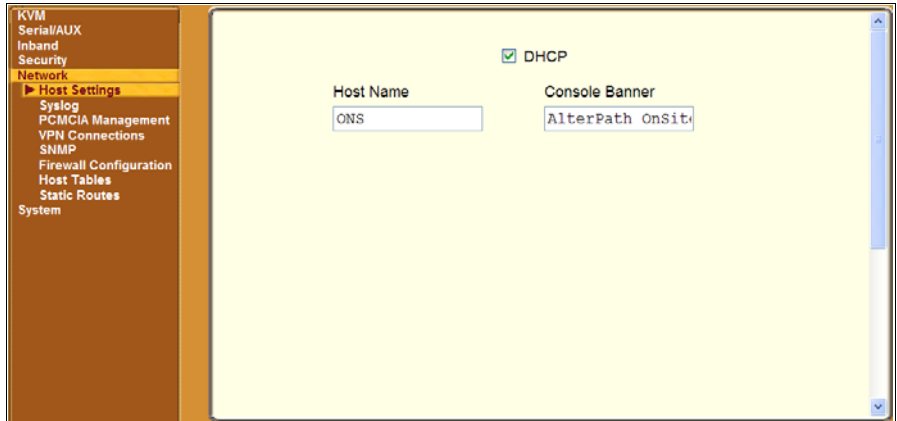 KVM
Serial/AUX
Inband
Security
Network
Host Settings
Syslog
PCMCIA Management
VPN Connections
SNMP
Firewall Configuration
Host Tables
Static Routes
System
DHCP
Host Name Console Banner
ONS AlterPath OnSite